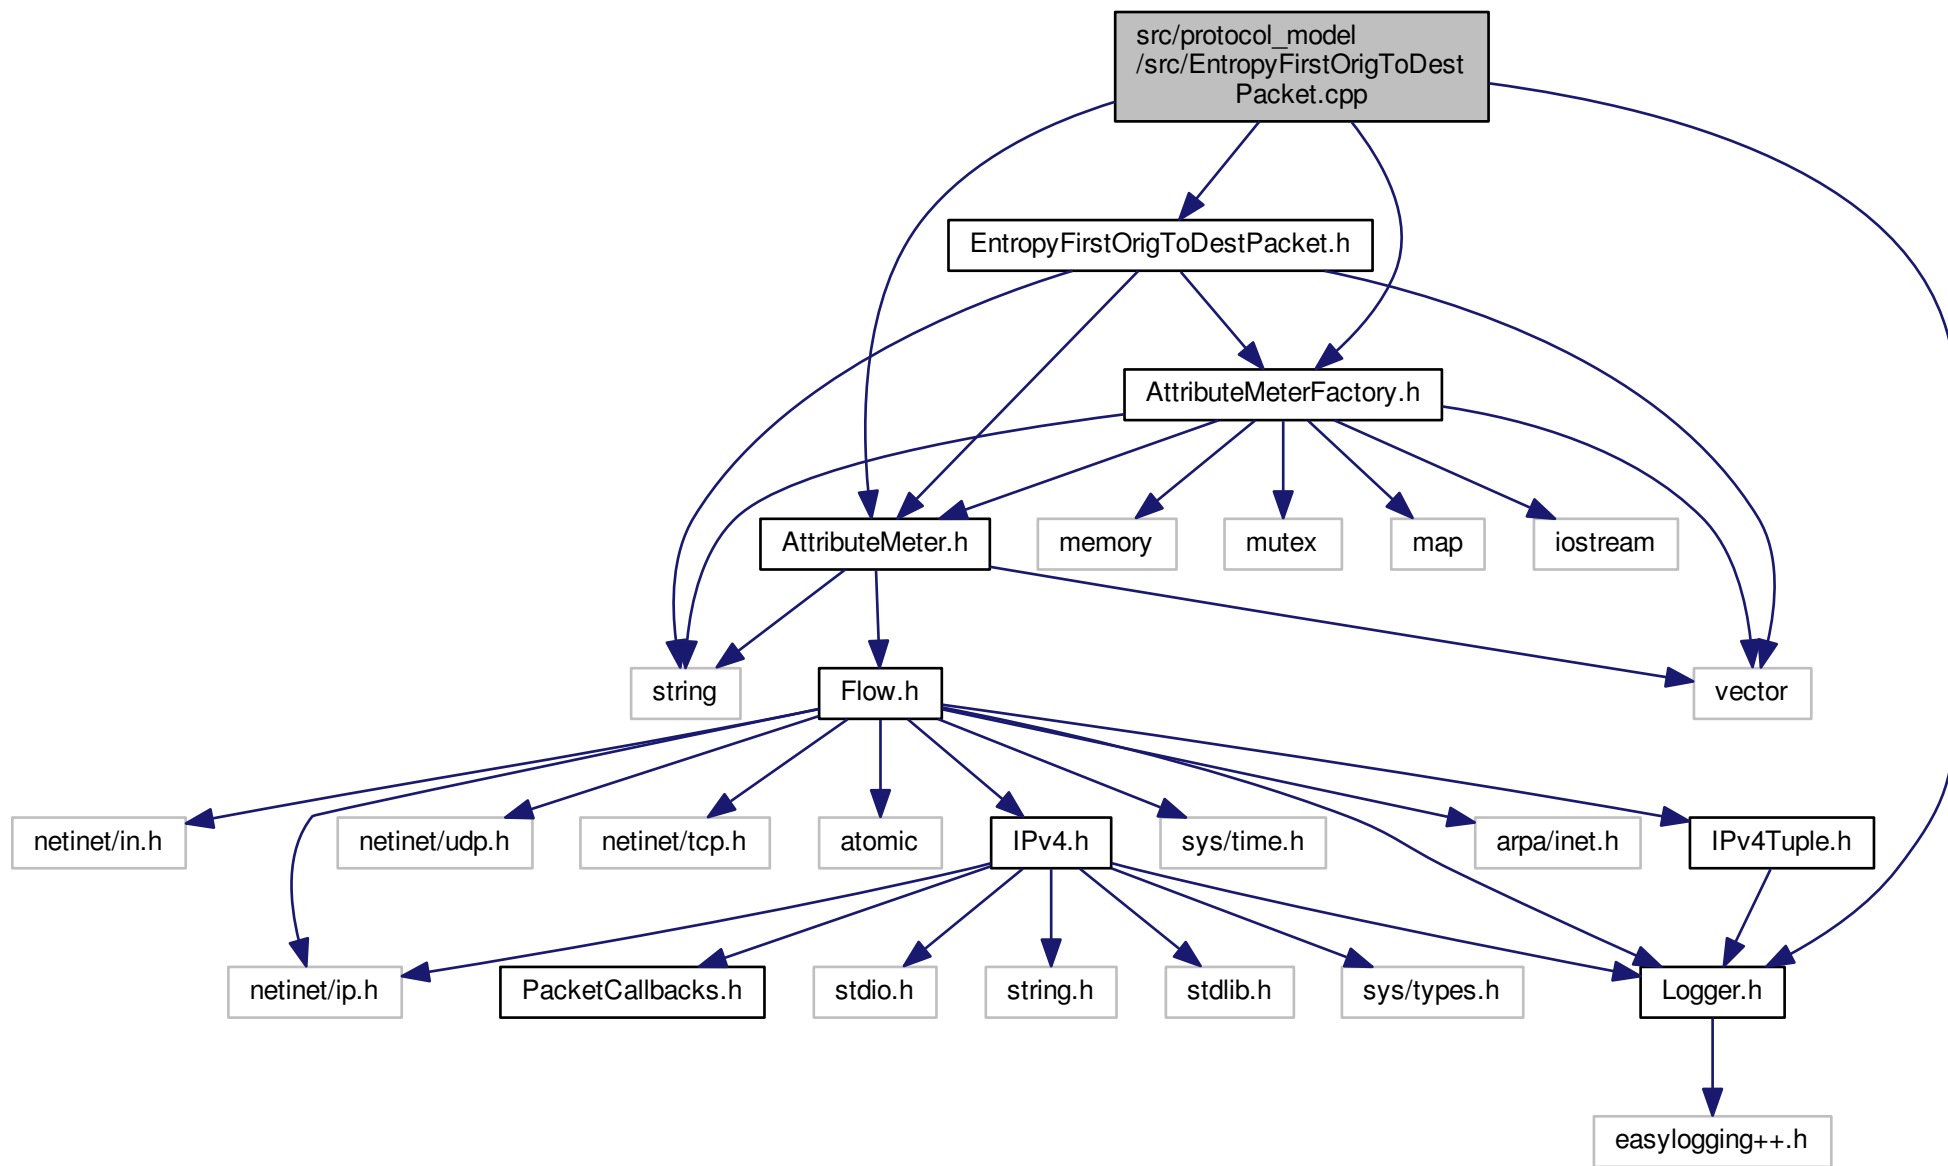 src/protocol_model
/src/EntropyFirstOrigToDest
Packet.cpp
EntropyFirstOrigToDestPacket.h
AttributeMeterFactory.h
AttributeMeter.h
memory
mutex
map
iostream
string
Flow.h
vector
netinet/in.h
netinet/udp.h
netinet/tcp.h
atomic
IPv4.h
sys/time.h
arpa/inet.h
IPv4Tuple.h
netinet/ip.h
PacketCallbacks.h
stdio.h
string.h
stdlib.h
sys/types.h
Logger.h
easylogging++.h